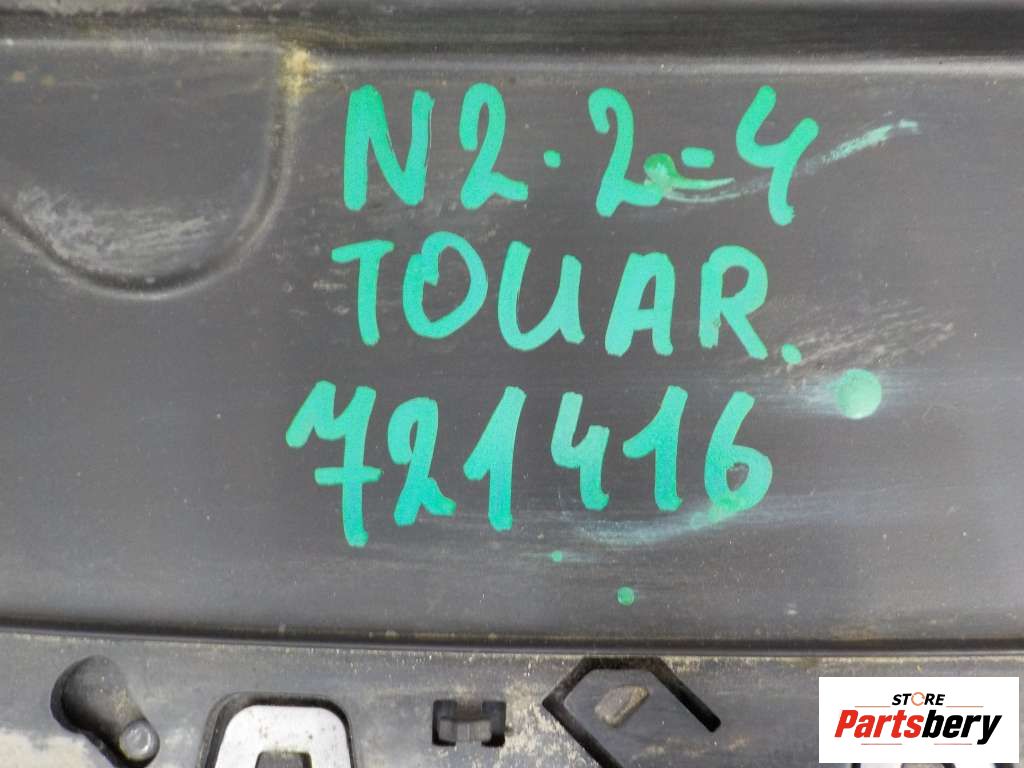 N2.2-4
TOUAR.
721416
STORE
Partsbery